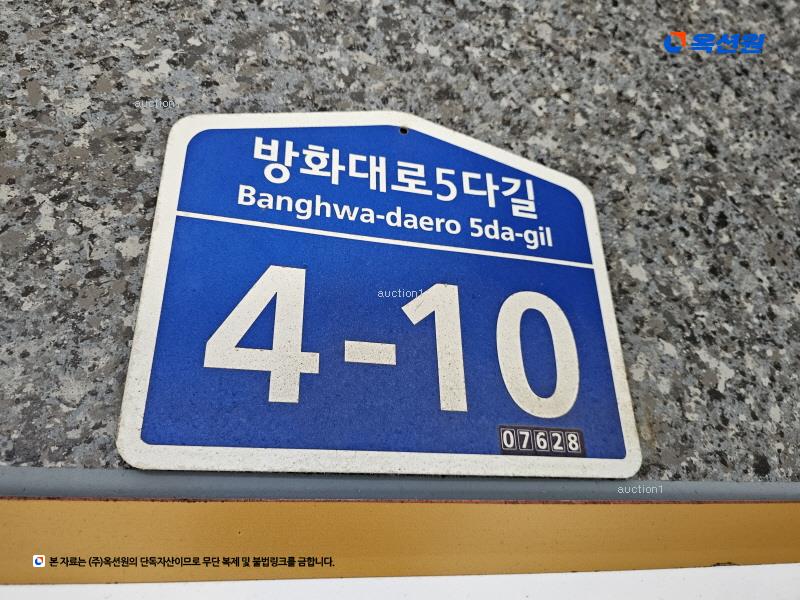 옥션원
auction1
방화대로5다길
Banghwa-daero 5da-gil
auction1
4-10
07628
auction1
본 자료는 (주)옥션원의 단독자산이므로 무단 복제 및 불법링크를 금합니다.